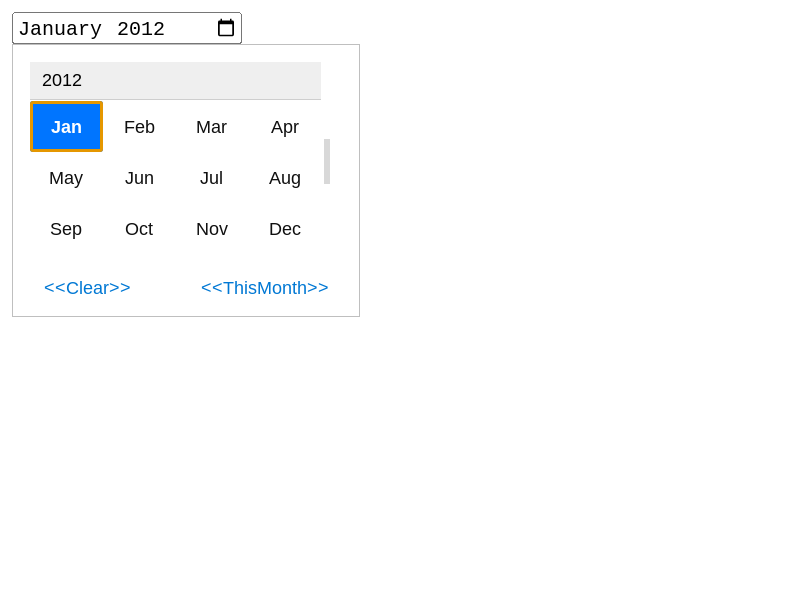 January 2012
2012
Jan Feb Mar Apr
May Jun Jul Aug
Sep Oct Nov Dec
<<Clear>> <<ThisMonth>>